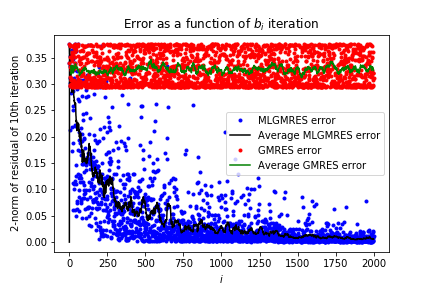 Error as a function of b_i iteration
2-norm of residual of 10th iteration
0.35
0.30
0.25
0.20
0.15
0.10
0.05
0.00
MLGMRES error
Average MLGMRES error
GMRES error
Average GMRES error
0 250 500 750 1000 1250 1500 1750 2000
i